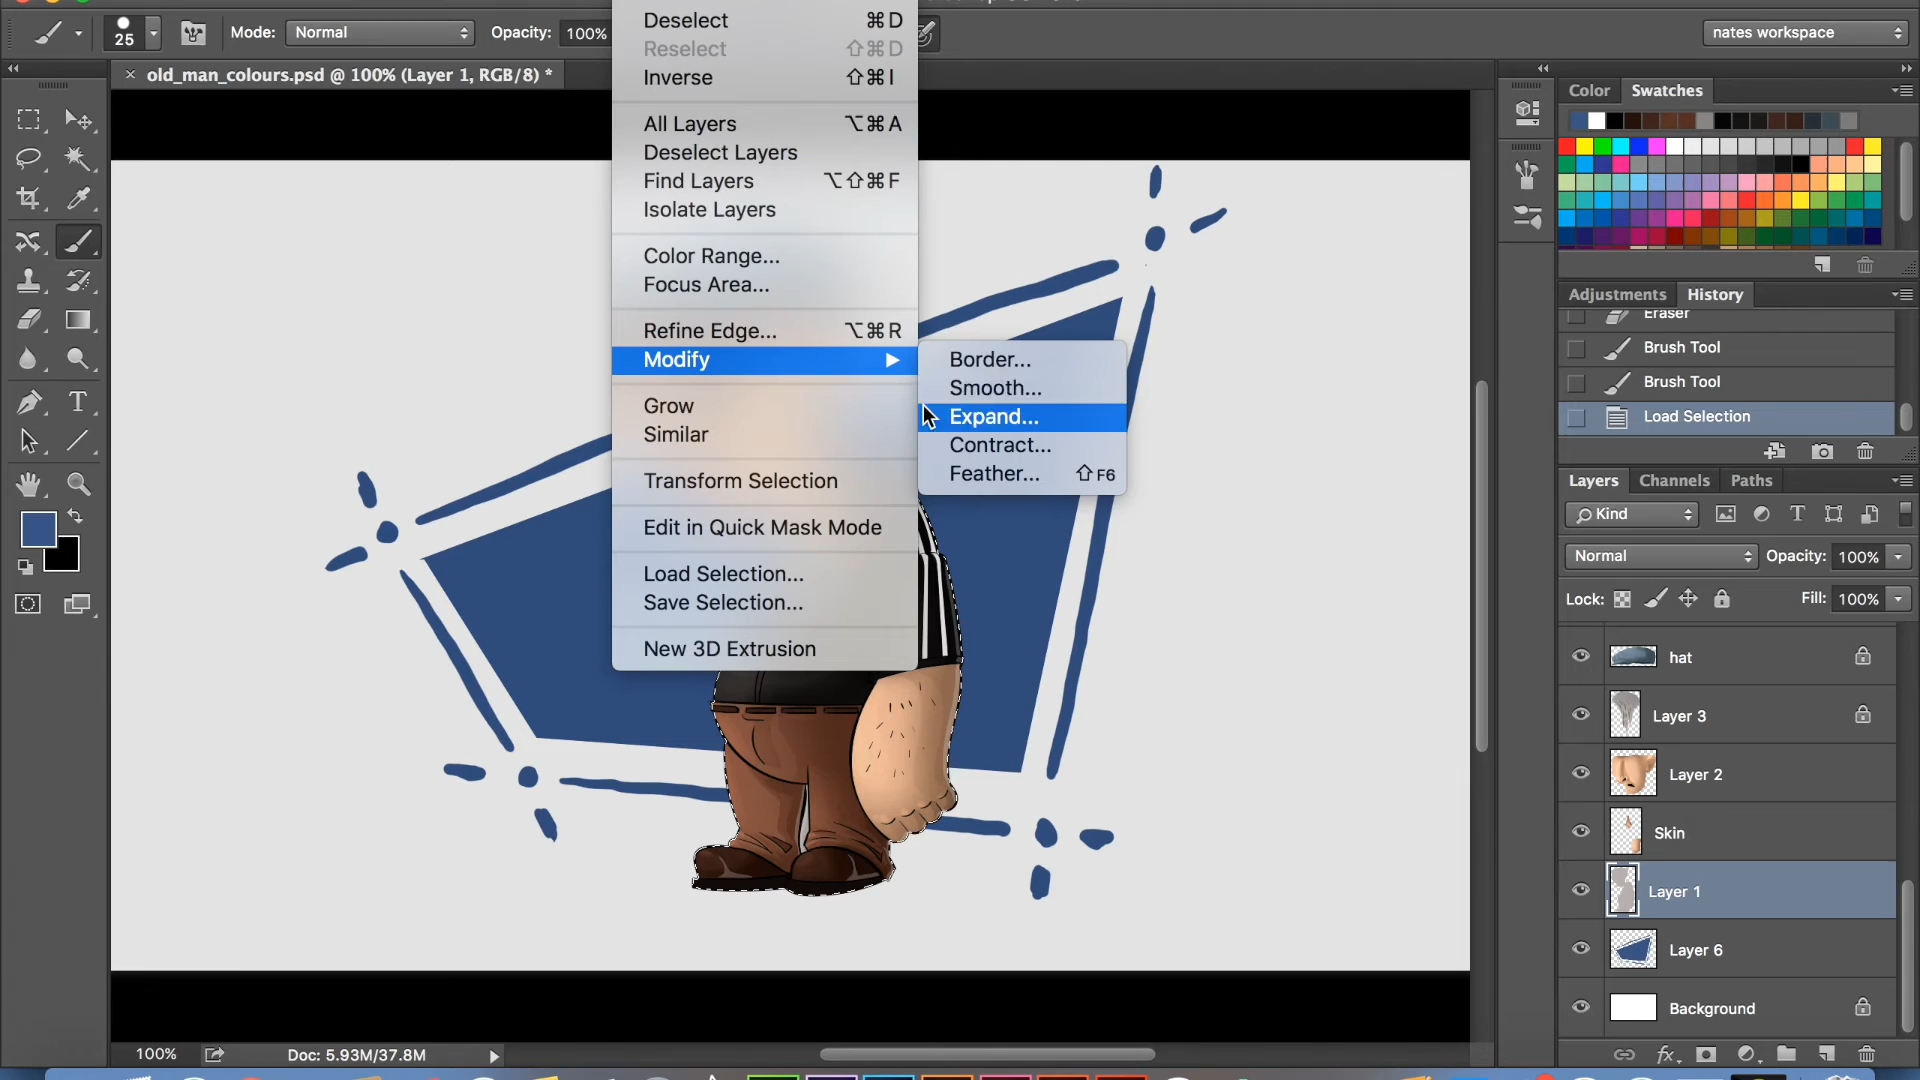 25
Mode: Normal
Opacity: 100%
nates workspace
old_man_colours.psd @ 100% (Layer 1, RGB/8) *
Deselect ⌘D
Reselect ⇧⌘D
Inverse ⇧⌘I
All Layers ⌥⌘A
Deselect Layers
Find Layers ⌥⇧⌘F
Isolate Layers
Color Range...
Focus Area...
Refine Edge... ⌥⌘R
Modify ▶
Grow
Similar
Transform Selection
Edit in Quick Mask Mode
Load Selection...
Save Selection...
New 3D Extrusion
Border...
Smooth...
Expand...
Contract...
Feather... ⇧F6
Color Swatches
Adjustments History
Eraser
Brush Tool
Brush Tool
Load Selection
Layers Channels Paths
Kind
Normal Opacity: 100%
Lock: Fill: 100%
hat
Layer 3
Layer 2
Skin
Layer 1
Layer 6
Background
fx
100% Doc: 5.93M/37.8M